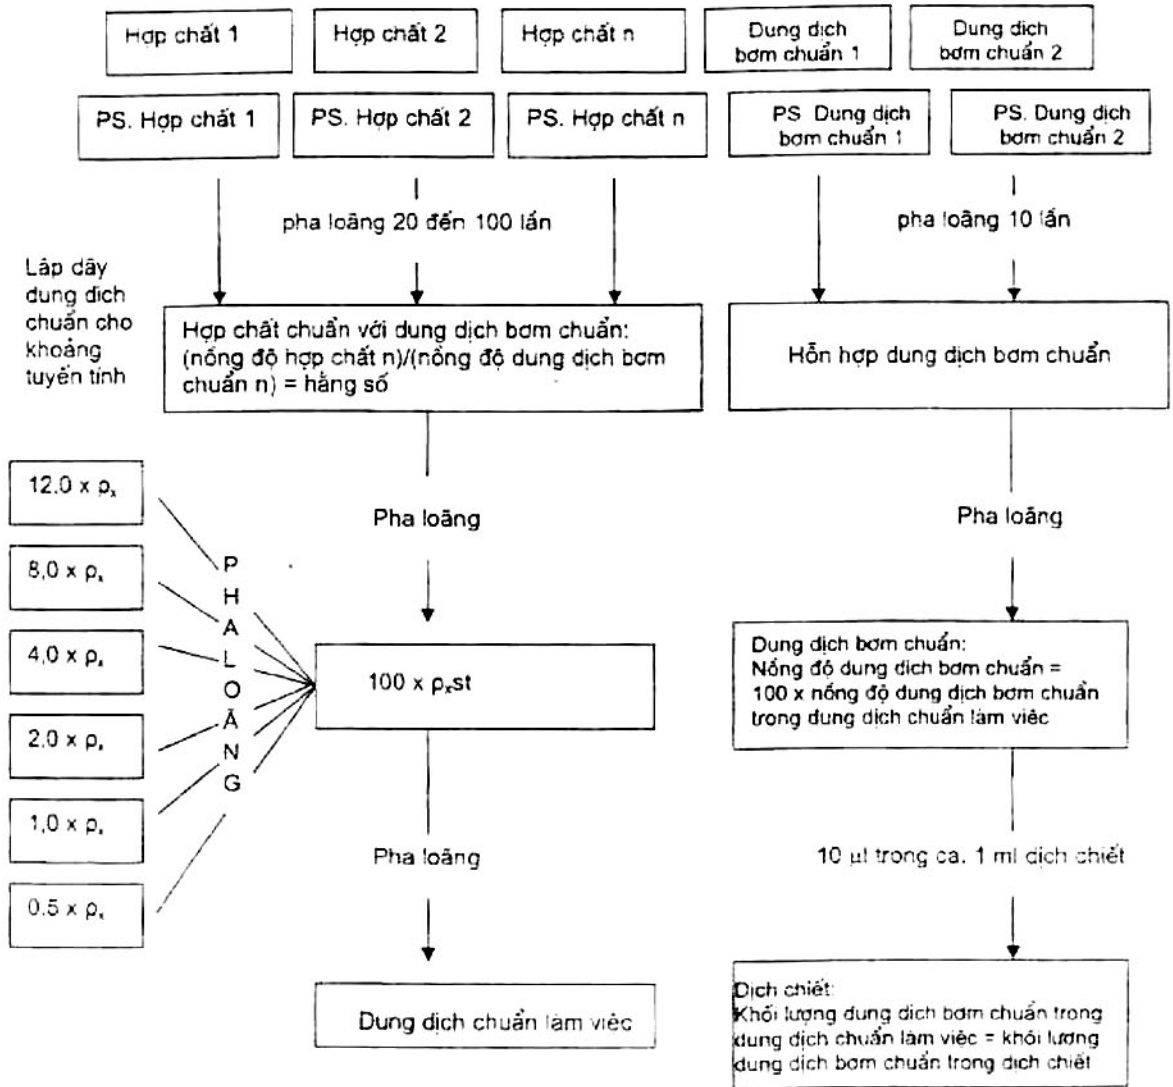 Hợp chất 1
Hợp chất 2
Hợp chất n
Dung dịch
bơm chuẩn 1
Dung dịch
bơm chuẩn 2
PS. Hợp chất 1
PS. Hợp chất 2
PS. Hợp chất n
PS Dung dịch
bơm chuẩn 1
PS. Dung dịch
bơm chuẩn 2
pha loãng 20 đến 100 lần
pha loãng 10 lần
Lập dãy
dung dịch
chuẩn cho
khoảng
tuyến tính
Hợp chất chuẩn với dung dịch bơm chuẩn:
(nồng độ hợp chất n)/(nồng độ dung dịch bơm
chuẩn n) = hằng số
Hỗn hợp dung dịch bơm chuẩn
12,0 x ρₓ
8,0 x ρₓ
4,0 x ρₓ
2,0 x ρₓ
1,0 x ρₓ
0,5 x ρₓ
PHA LOÃNG
Pha loãng
Pha loãng
100 x ρₓst
Dung dịch bơm chuẩn:
Nồng độ dung dịch bơm chuẩn =
100 x nồng độ dung dịch bơm chuẩn
trong dung dịch chuẩn làm việc
Pha loãng
10 µl trong ca. 1 ml dịch chiết
Dung dịch chuẩn làm việc
Dịch chiết:
Khối lượng dung dịch bơm chuẩn trong
dung dịch chuẩn làm việc = khối lượng
dung dịch bơm chuẩn trong dịch chiết